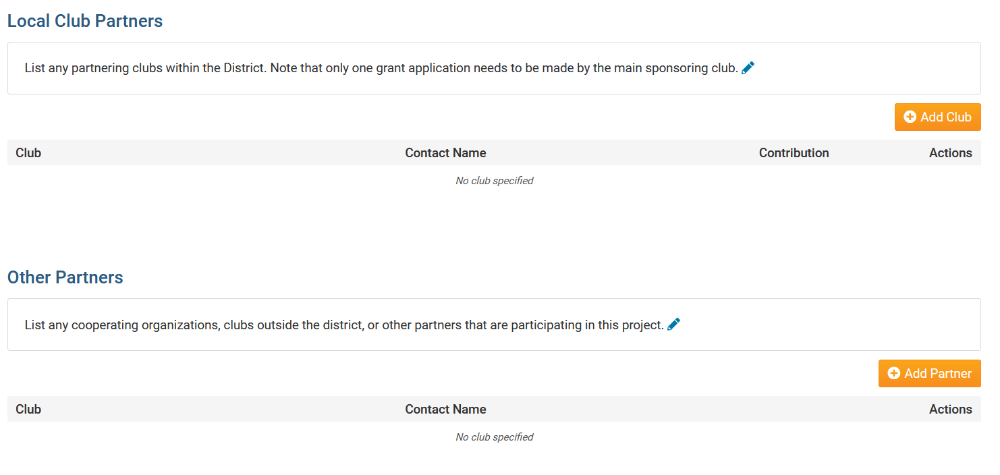 Local Club Partners
List any partnering clubs within the District. Note that only one grant application needs to be made by the main sponsoring club.
Add Club
Club Contact Name Contribution Actions
No club specified
Other Partners
List any cooperating organizations, clubs outside the district, or other partners that are participating in this project.
Add Partner
Club Contact Name Actions
No club specified